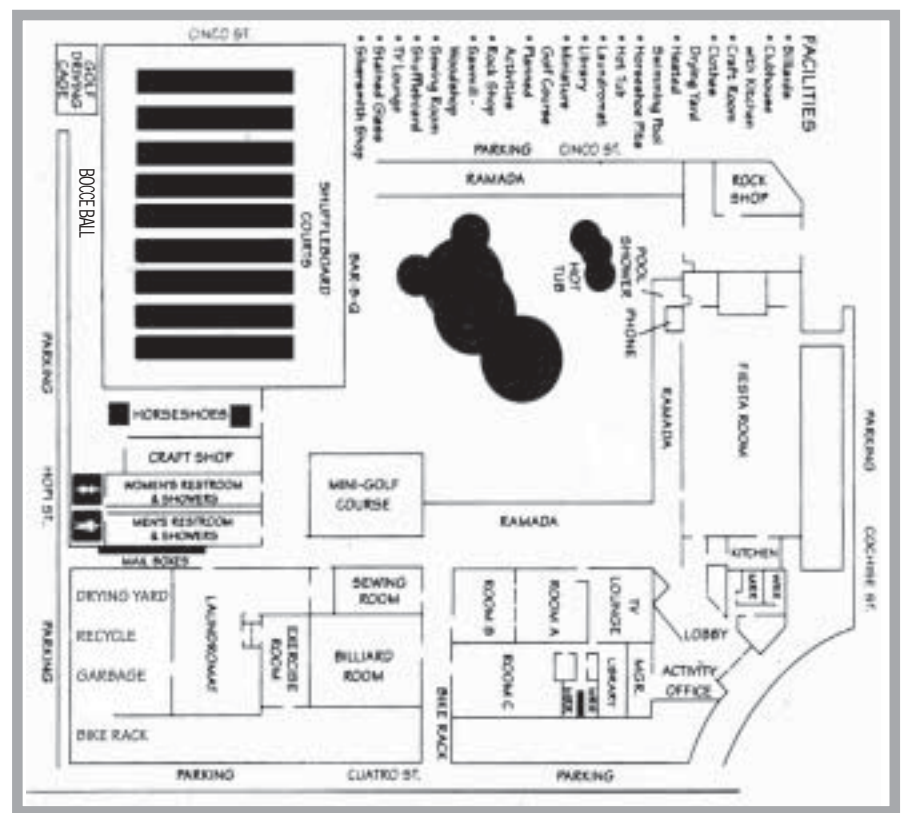 FACILITIES
• Billiards
• Clubhouse
with Kitchen
• Craft Room
• Clothes
Drying Yard
• Heated
Swimming Pool
• Horseshoe Pits
• Hot Tub
• Laundromat
• Library
• Miniature
Golf Course
• Planned
Activities
• Rock Shop
• Sawmill -
Woodshop
• Sewing Room
• Shuffleboard
• TV Lounge
• Stained Glass
• Silversmith Shop
CINCO ST.
GOLF
DRIVING
CAGE
BOCCE BALL
SHUFFLEBOARD
COURTS
BAR-B-Q
PARKING
CINCO ST.
RAMADA
ROCK
SHOP
POOL
SHOWER
HOT
TUB
PHONE
FIESTA ROOM
RAMADA
PARKING
COCHISE ST.
PARKING
HOPI ST.
PARKING
HORSESHOES
CRAFT SHOP
WOMEN'S RESTROOM
& SHOWERS
MEN'S RESTROOM
& SHOWERS
MAIL BOXES
MINI-GOLF
COURSE
RAMADA
KITCHEN
DRYING YARD
RECYCLE
GARBAGE
BIKE RACK
LAUNDROMAT
EXERCISE
ROOM
SEWING
ROOM
BILLIARD
ROOM
BIKE RACK
ROOM B
ROOM A
TV
LOUNGE
ROOM C
LIBRARY
MGR.
LOBBY
ACTIVITY
OFFICE
PARKING
CUATRO ST.
PARKING